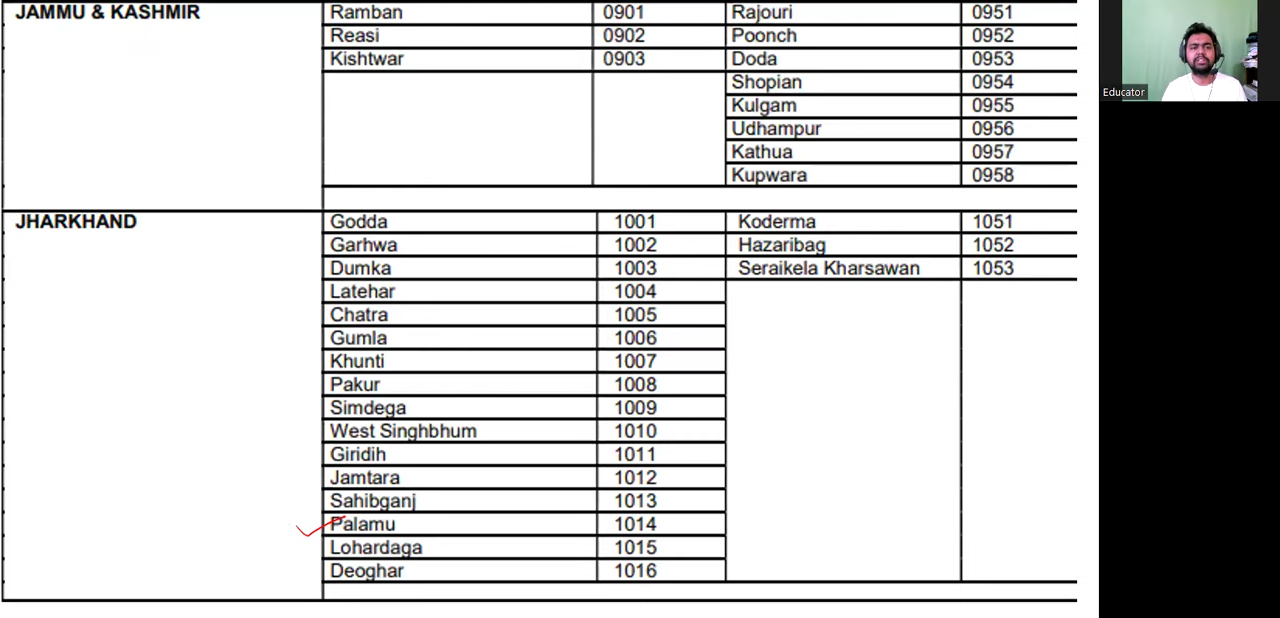 JAMMU & KASHMIR Ramban 0901 Rajouri 0951
Reasi 0902 Poonch 0952
Kishtwar 0903 Doda 0953
Shopian 0954
Kulgam 0955
Udhampur 0956
Kathua 0957
Kupwara 0958
JHARKHAND Godda 1001 Koderma 1051
Garhwa 1002 Hazaribag 1052
Dumka 1003 Seraikela Kharsawan 1053
Latehar 1004
Chatra 1005
Gumla 1006
Khunti 1007
Pakur 1008
Simdega 1009
West Singhbhum 1010
Giridih 1011
Jamtara 1012
Sahibganj 1013
Palamu 1014
Lohardaga 1015
Deoghar 1016
Educator